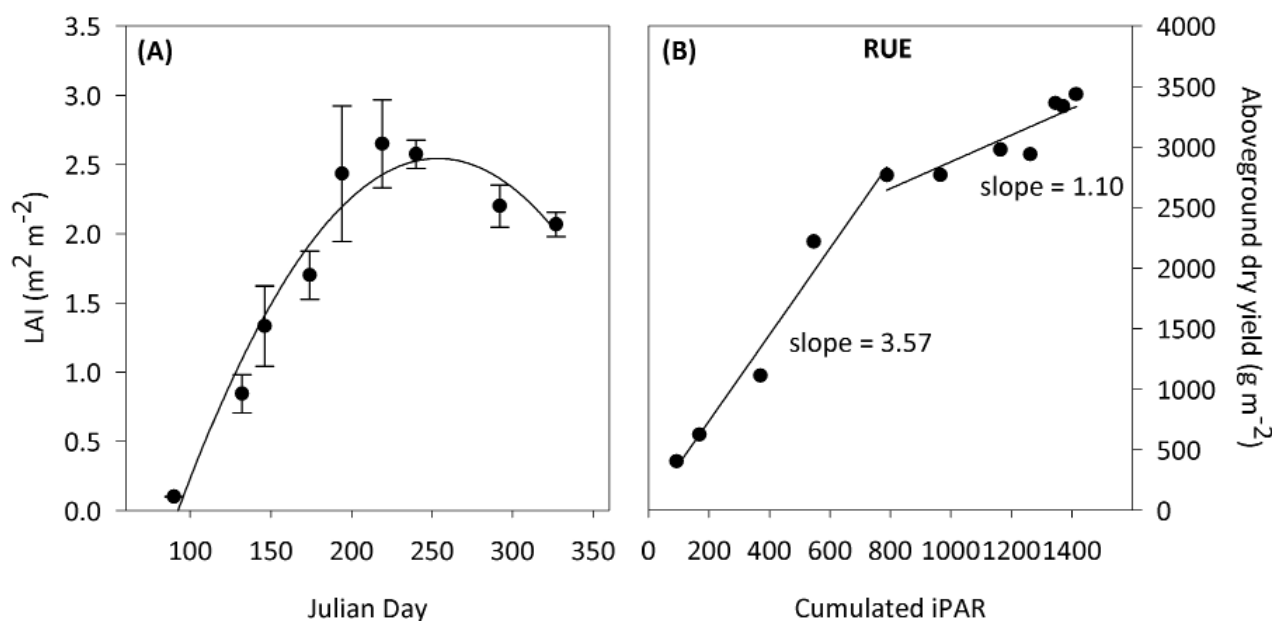 (A)
LAI (m² m⁻²)
3.5
3.0
2.5
2.0
1.5
1.0
0.5
0.0
100 150 200 250 300 350
Julian Day
(B)
RUE
slope = 3.57
slope = 1.10
4000
3500
3000
2500
2000
1500
1000
500
0
Aboveground dry yield (g m⁻²)
0 200 400 600 800 1000 1200 1400
Cumulated iPAR